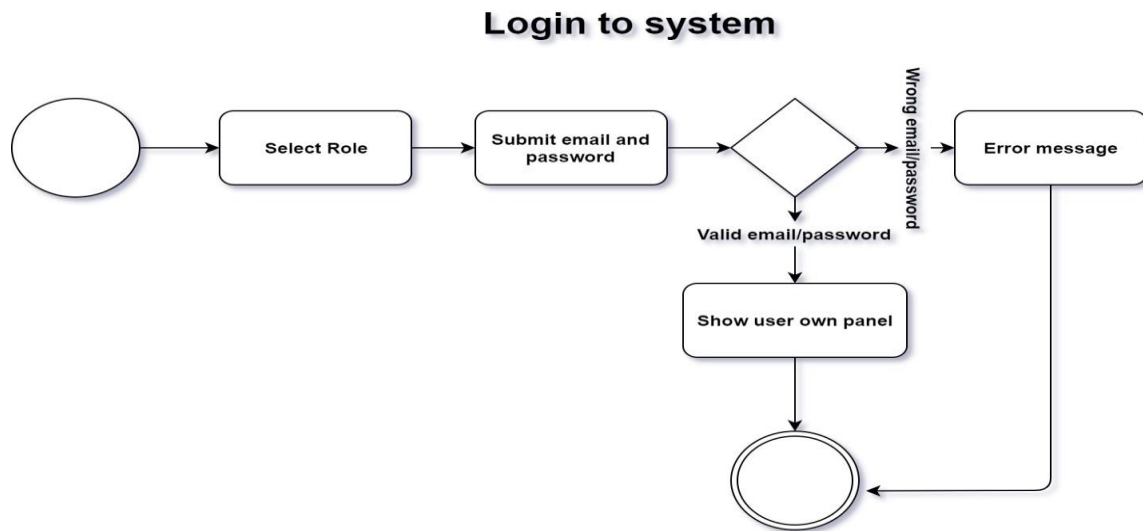 Login to system
Select Role
Submit email and
password
Wrong email/password
Error message
Valid email/password
Show user own panel